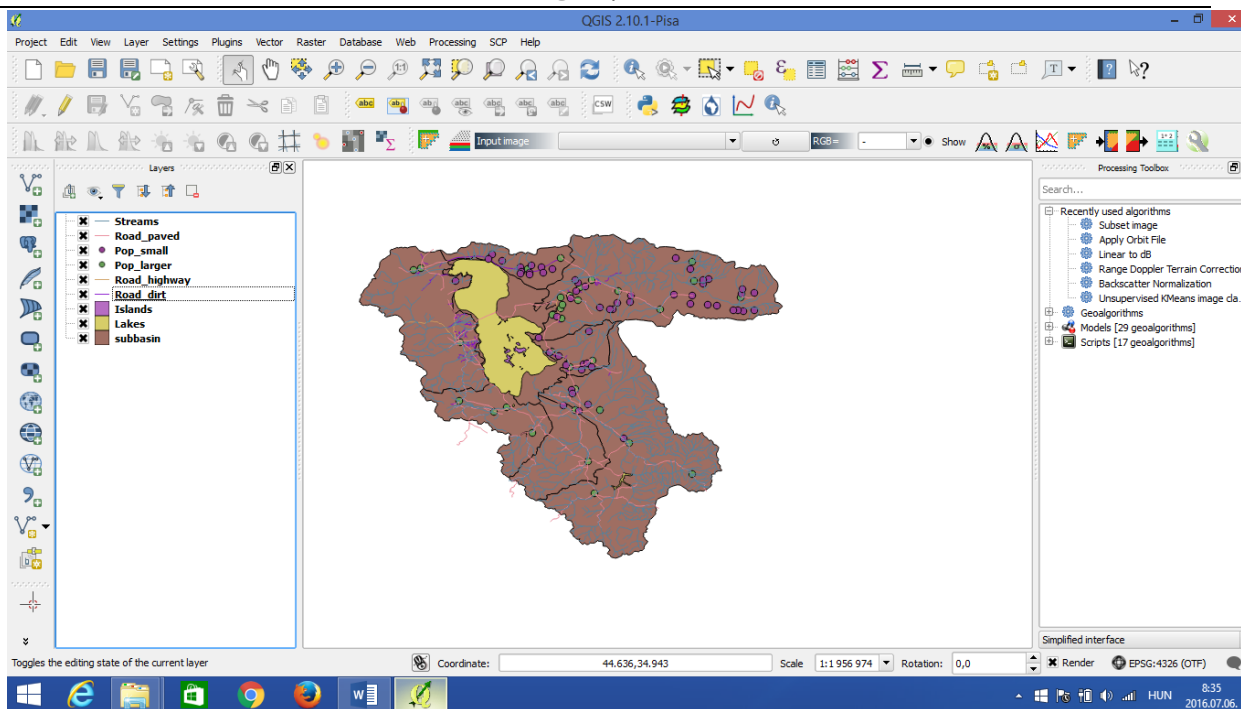 QGIS 2.10.1-Pisa
Project Edit View Layer Settings Plugins Vector Raster Database Web Processing SCP Help
Input image RGB= - Show
Layers
Streams
Road_paved
Pop_small
Pop_larger
Road_highway
Road_dirt
Islands
Lakes
subbasin
Processing Toolbox
Search...
Recently used algorithms
Subset image
Apply Orbit File
Linear to dB
Range Doppler Terrain Correction
Backscatter Normalization
Unsupervised KMeans image cla.
Geoalgorithms
Models [29 geoalgorithms]
Scripts [17 geoalgorithms]
Simplified interface
Toggles the editing state of the current layer Coordinate: 44.636,34.943 Scale 1:1 956 974 Rotation: 0,0 Render EPSG:4326 (OTF)
HUN 8:35
2016.07.06.